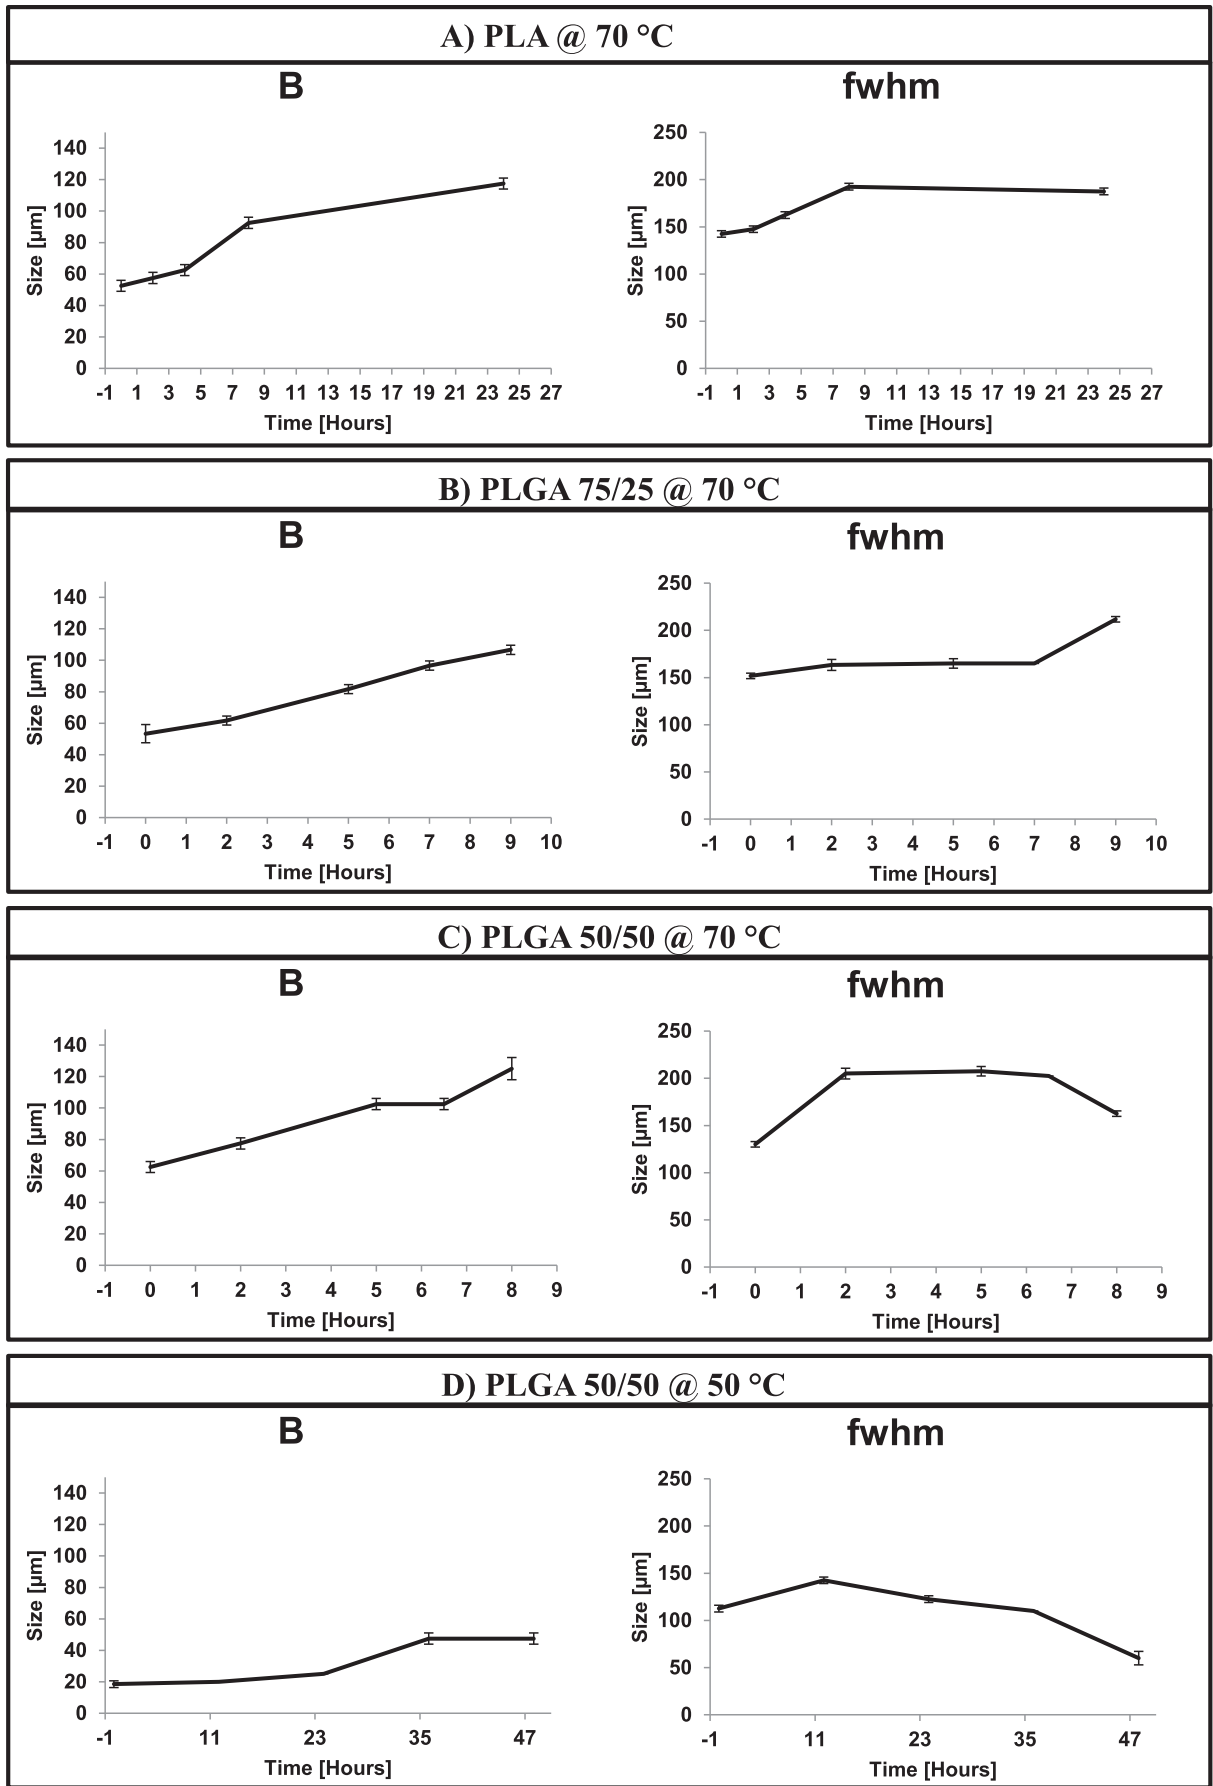 A) PLA @ 70 °C
B
140
120
100
80
60
40
20
0
Size [µm]
-1 1 3 5 7 9 11 13 15 17 19 21 23 25 27
Time [Hours]
fwhm
250
200
150
100
50
0
Size [µm]
-1 1 3 5 7 9 11 13 15 17 19 21 23 25 27
Time [Hours]
B) PLGA 75/25 @ 70 °C
B
140
120
100
80
60
40
20
0
Size [µm]
-1 0 1 2 3 4 5 6 7 8 9 10
Time [Hours]
fwhm
250
200
150
100
50
0
Size [µm]
-1 0 1 2 3 4 5 6 7 8 9 10
Time [Hours]
C) PLGA 50/50 @ 70 °C
B
140
120
100
80
60
40
20
0
Size [µm]
-1 0 1 2 3 4 5 6 7 8 9
Time [Hours]
fwhm
250
200
150
100
50
0
Size [µm]
-1 0 1 2 3 4 5 6 7 8 9
Time [Hours]
D) PLGA 50/50 @ 50 °C
B
140
120
100
80
60
40
20
0
Size [µm]
-1 11 23 35 47
Time [Hours]
fwhm
250
200
150
100
50
0
Size [µm]
-1 11 23 35 47
Time [Hours]